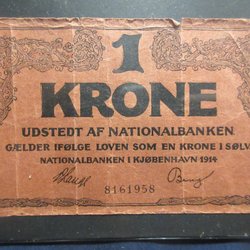 1
KRONE
UDSTEDT AF NATIONALBANKEN
GÆLDER IFØLGE LOVEN SOM EN KRONE I SØLV
NATIONALBANKEN I KJØBENHAVN 1914
8161958